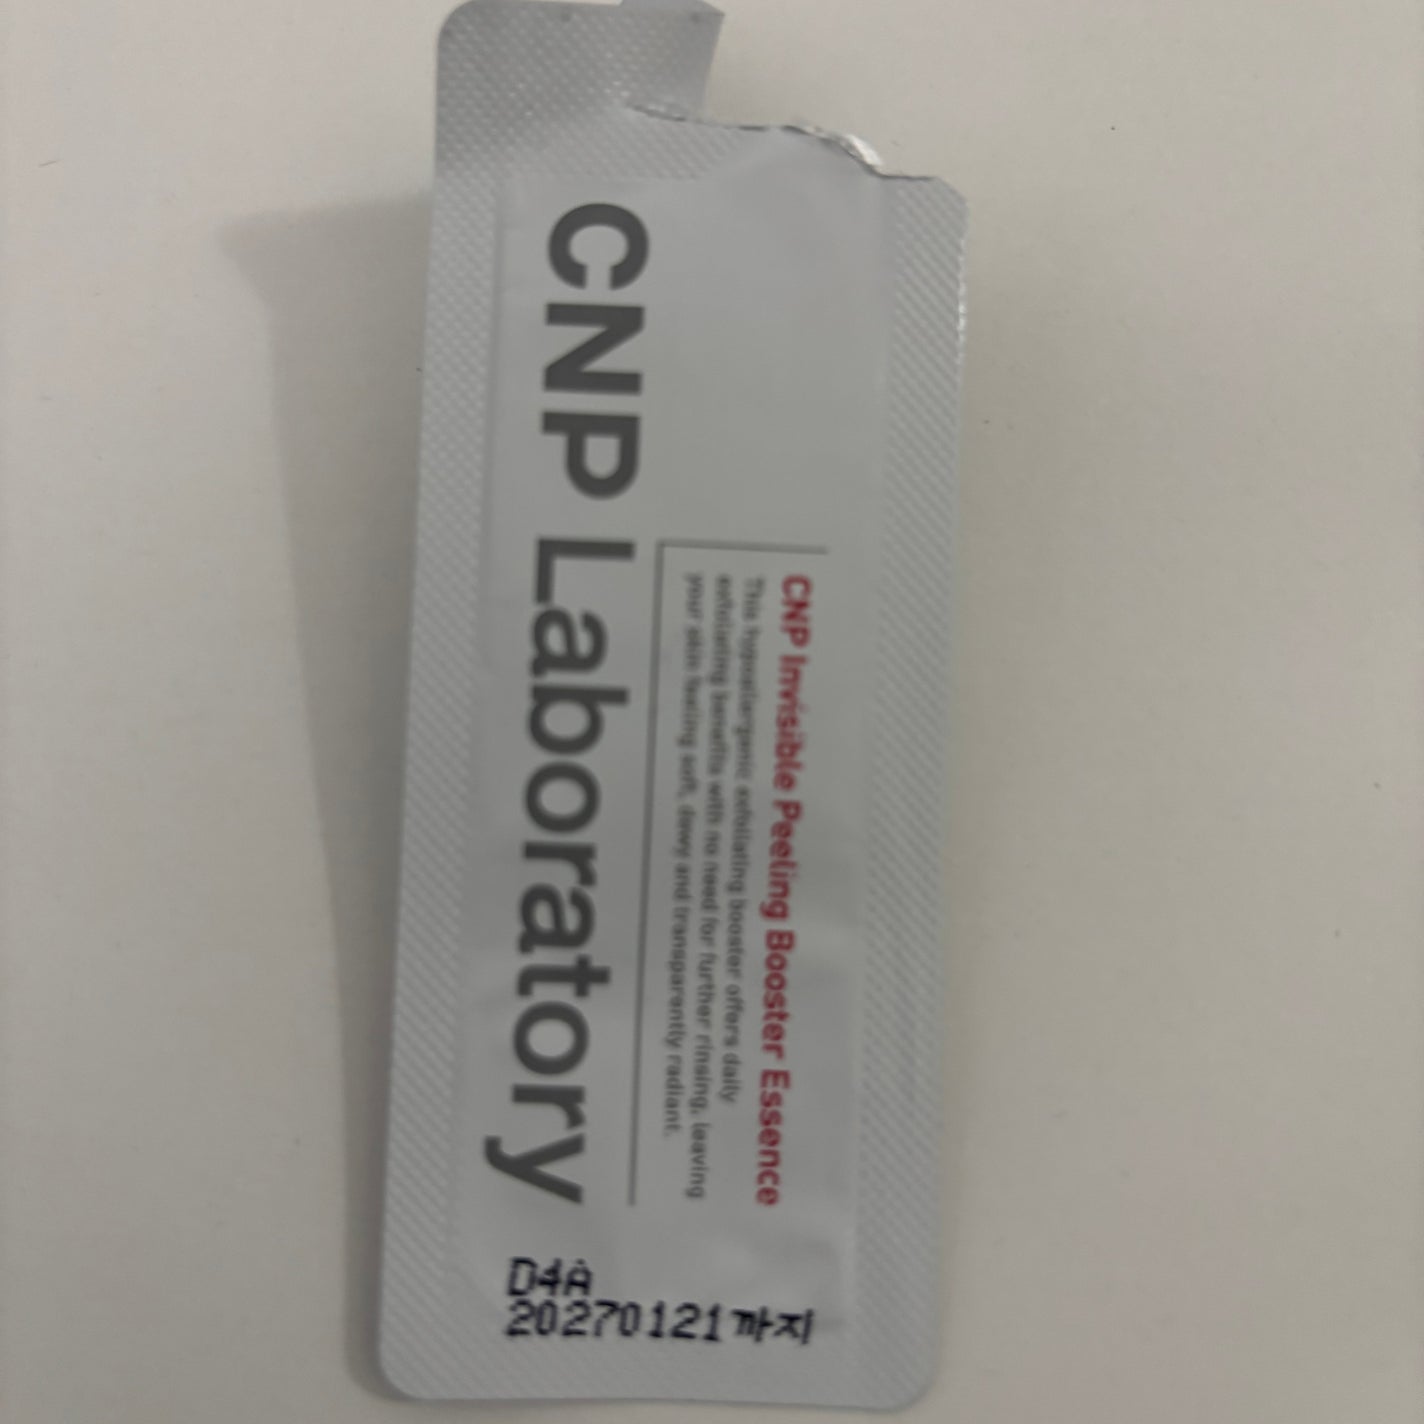 CNP Laboratory
CNP Invisible Peeling Booster Essence
This hypoallergenic exfoliating booster offers daily
exfoliating benefits with no need for further rinsing, leaving
your skin feeling soft, dewy and transparently radiant.
D4A
20270121까지